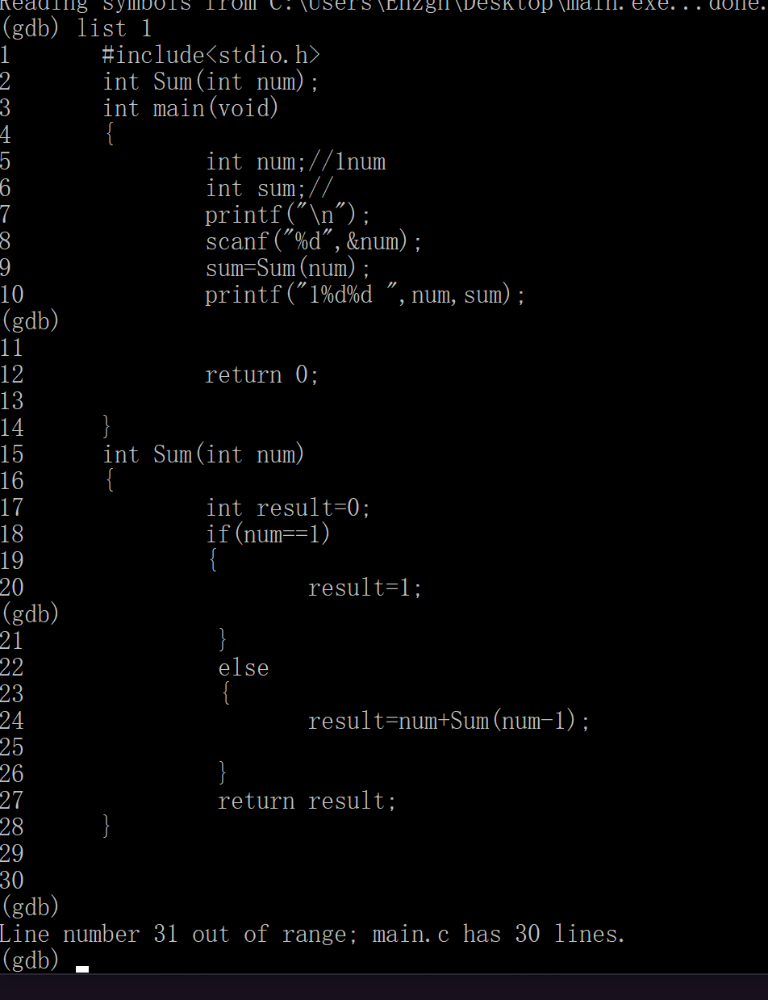 Reading symbols from C:\Users\Enzgh\Desktop\main.exe...done.
(gdb) list 1
1 #include<stdio.h>
2 int Sum(int num);
3 int main(void)
4 {
5 int num;//1num
6 int sum;//
7 printf("\n");
8 scanf("%d",&num);
9 sum=Sum(num);
10 printf("1%d%d ",num,sum);
(gdb)
11
12 return 0;
13
14 }
15 int Sum(int num)
16 {
17 int result=0;
18 if(num==1)
19 {
20 result=1;
(gdb)
21 }
22 else
23 {
24 result=num+Sum(num-1);
25
26 }
27 return result;
28 }
29
30
(gdb)
Line number 31 out of range; main.c has 30 lines.
(gdb)